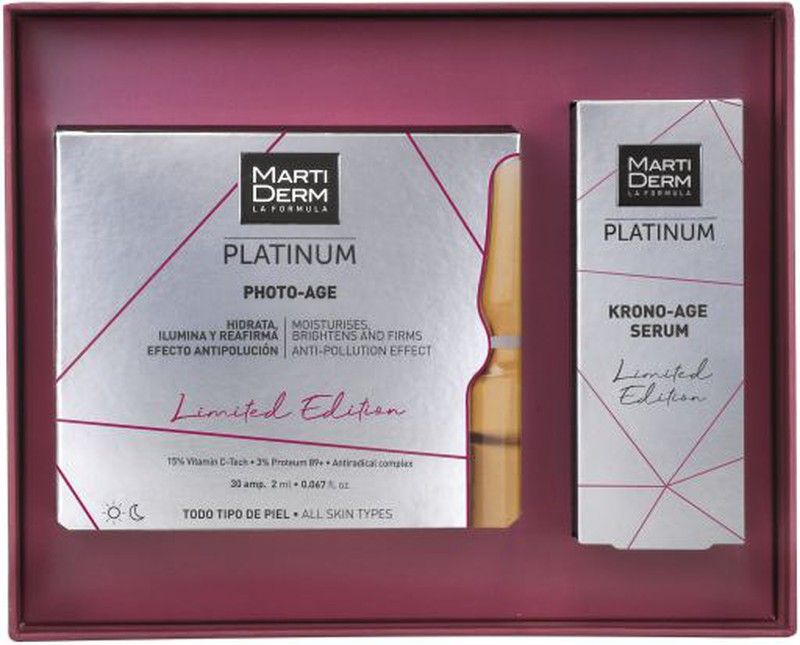 MARTI
DERM
LA FORMULA
PLATINUM
PHOTO-AGE
HIDRATA,
ILUMINA Y REAFIRMA
EFECTO ANTIPOLUCIÓN
MOISTURISES,
BRIGHTENS AND FIRMS
ANTI-POLLUTION EFFECT
Limited Edition
15% Vitamin C-Tech • 3% Proteum 89+ • Antiradical complex
30 amp. 2 ml • 0.067 fl. oz.
TODO TIPO DE PIEL • ALL SKIN TYPES
MARTI
DERM
LA FORMULA
PLATINUM
KRONO-AGE
SERUM
Limited
Edition